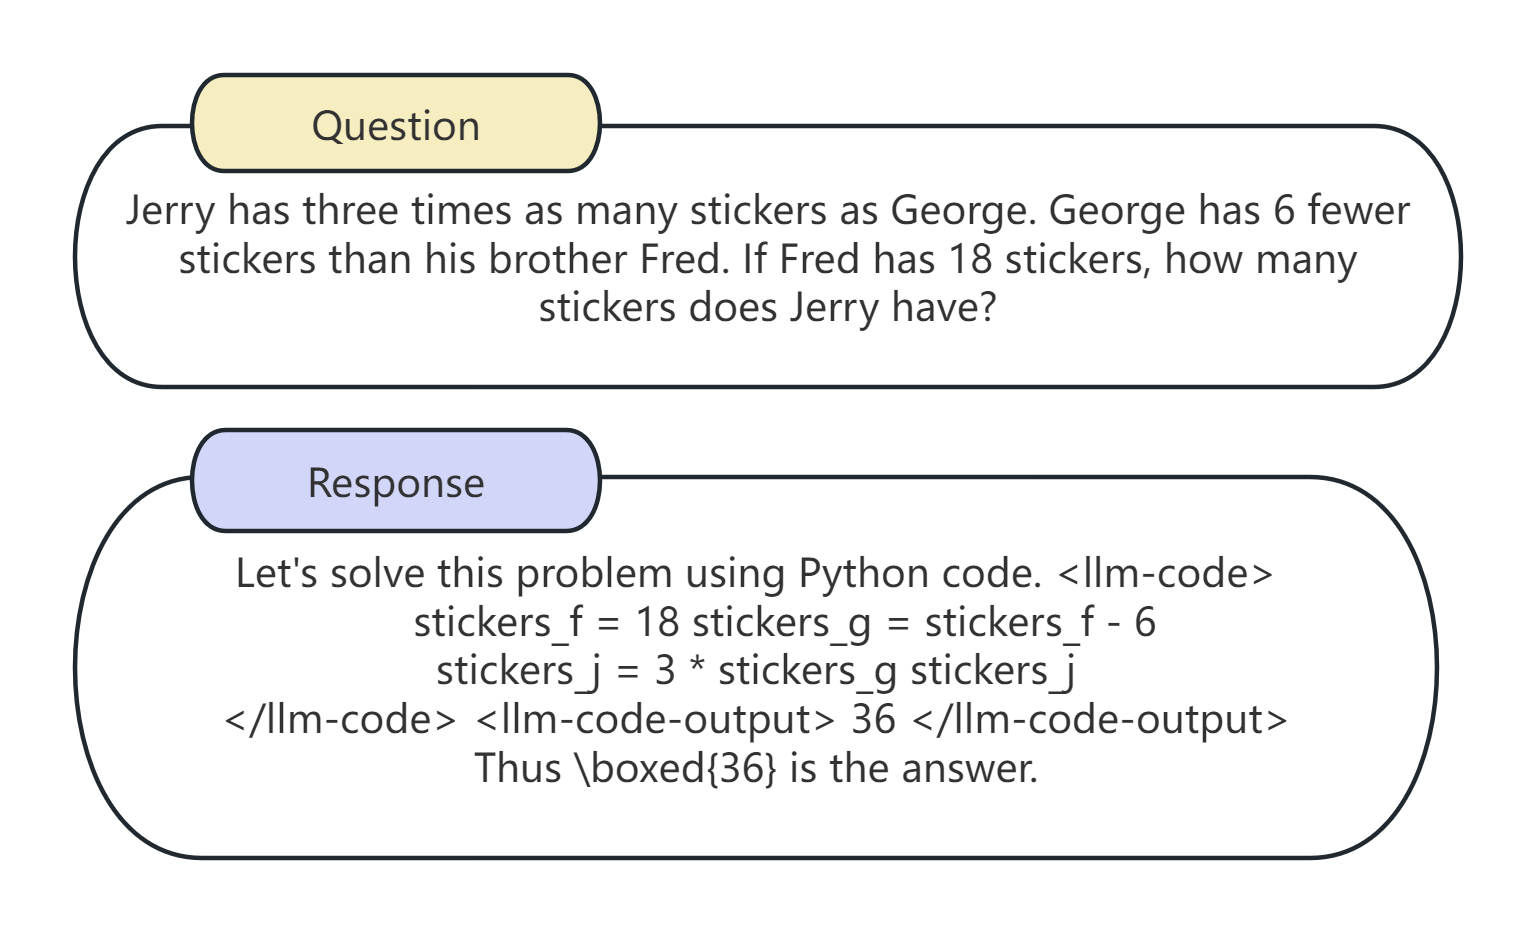 Question
Jerry has three times as many stickers as George. George has 6 fewer
stickers than his brother Fred. If Fred has 18 stickers, how many
stickers does Jerry have?
Response
Let's solve this problem using Python code. <llm-code>
stickers_f = 18 stickers_g = stickers_f - 6
stickers_j = 3 * stickers_g stickers_j
</llm-code> <llm-code-output> 36 </llm-code-output>
Thus \boxed{36} is the answer.